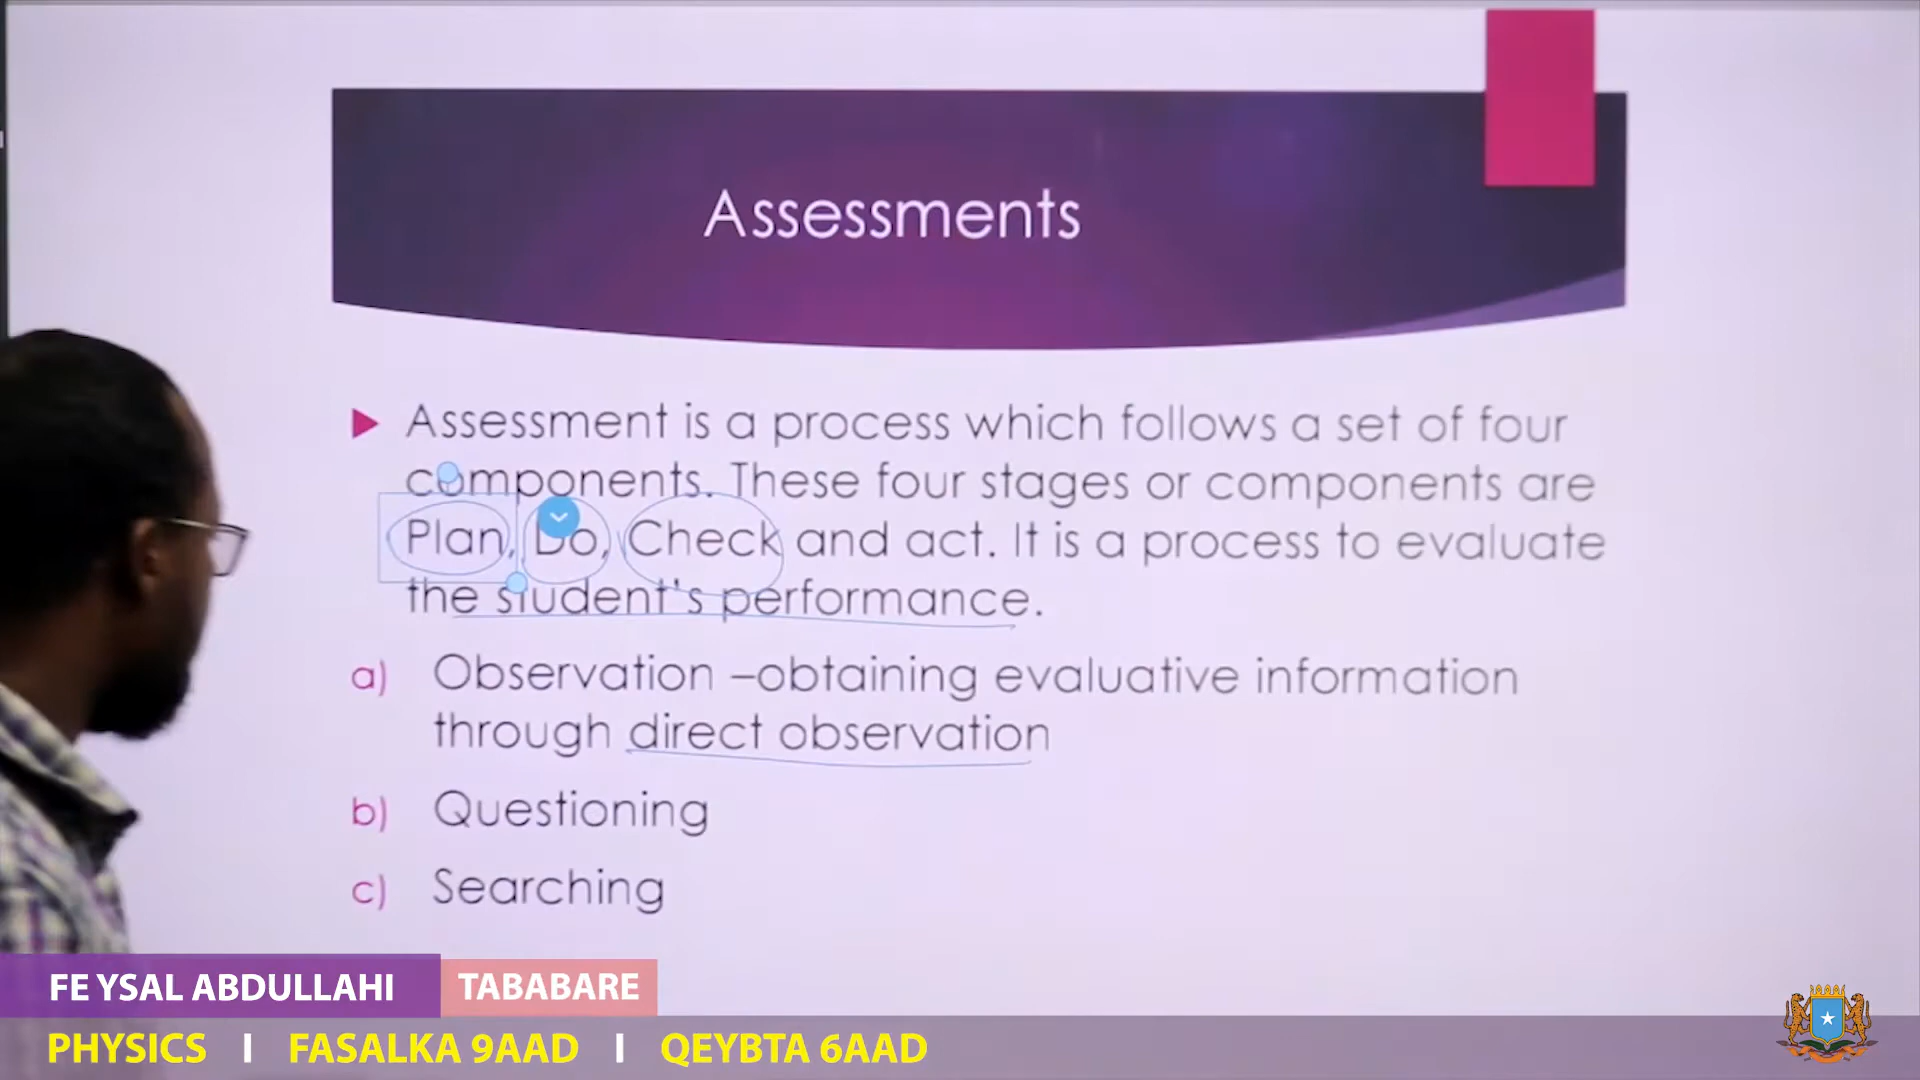 Assessments
Assessment is a process which follows a set of four
components. These four stages or components are
Plan, Do, Check and act. It is a process to evaluate
the student's performance.
a) Observation –obtaining evaluative information
through direct observation
b) Questioning
c) Searching
FEYSAL ABDULLAHI TABABARE
PHYSICS I FASALKA 9AAD I QEYBTA 6AAD